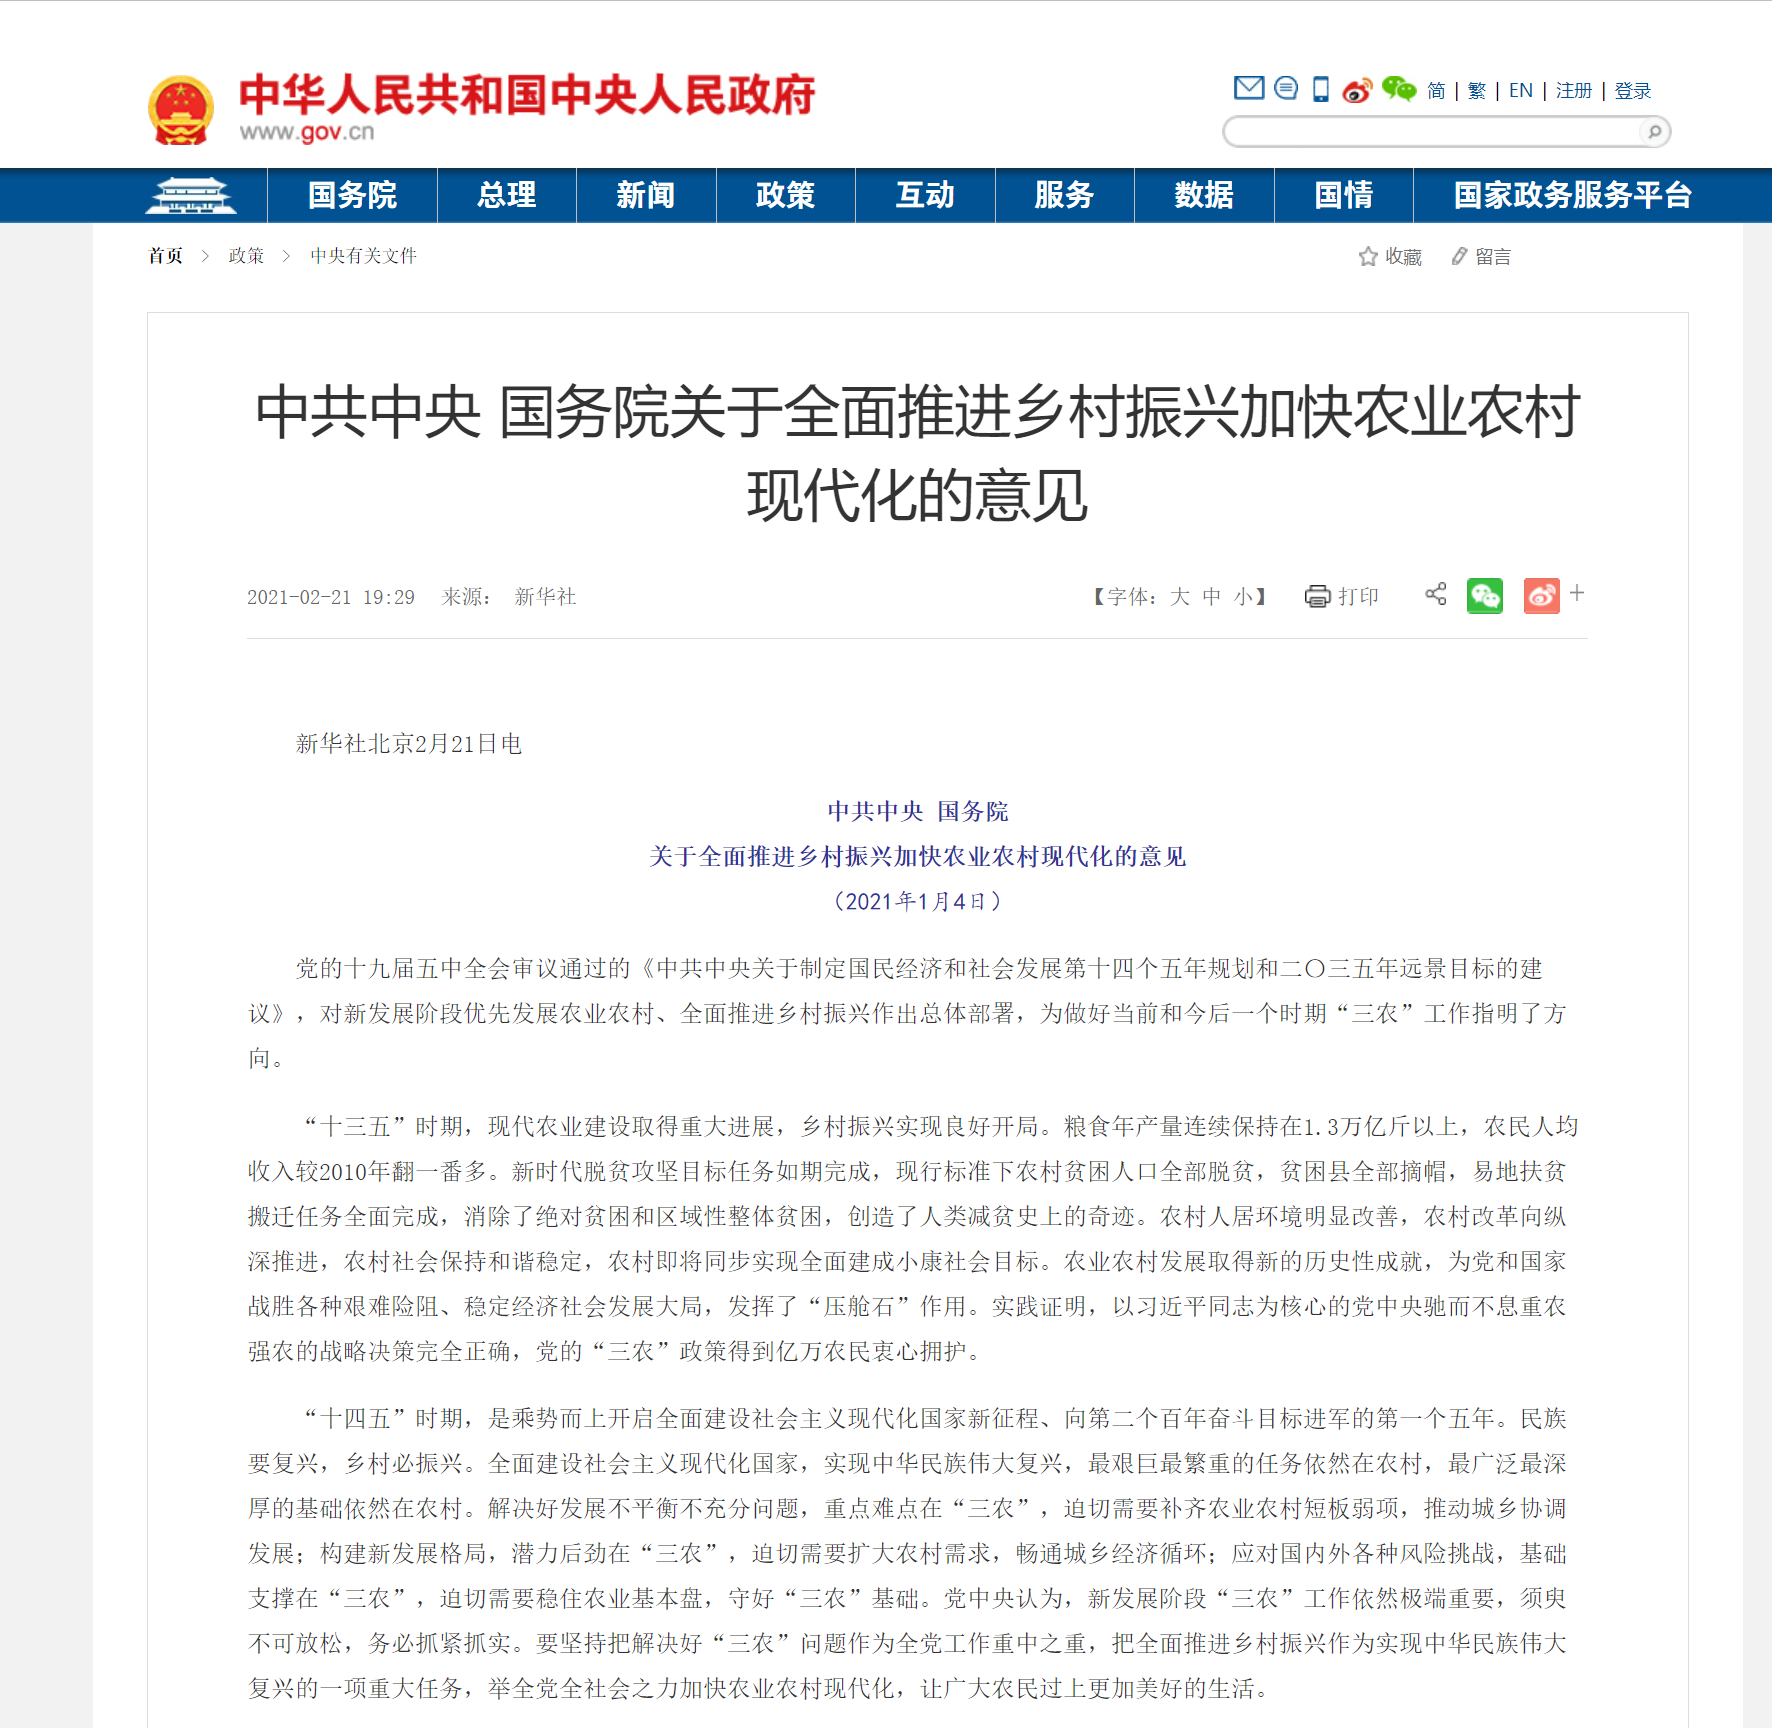 中华人民共和国中央人民政府
www.gov.cn
简 | 繁 | EN | 注册 | 登录
国务院 总理 新闻 政策 互动 服务 数据 国情 国家政务服务平台
首页 > 政策 > 中央有关文件 收藏 留言
中共中央 国务院关于全面推进乡村振兴加快农业农村
现代化的意见
2021-02-21 19:29 来源： 新华社 【字体：大 中 小】 打印
新华社北京2月21日电
中共中央 国务院
关于全面推进乡村振兴加快农业农村现代化的意见
（2021年1月4日）
党的十九届五中全会审议通过的《中共中央关于制定国民经济和社会发展第十四个五年规划和二〇三五年远景目标的建
议》，对新发展阶段优先发展农业农村、全面推进乡村振兴作出总体部署，为做好当前和今后一个时期“三农”工作指明了方
向。
“十三五”时期，现代农业建设取得重大进展，乡村振兴实现良好开局。粮食年产量连续保持在1.3万亿斤以上，农民人均
收入较2010年翻一番多。新时代脱贫攻坚目标任务如期完成，现行标准下农村贫困人口全部脱贫，贫困县全部摘帽，易地扶贫
搬迁任务全面完成，消除了绝对贫困和区域性整体贫困，创造了人类减贫史上的奇迹。农村人居环境明显改善，农村改革向纵
深推进，农村社会保持和谐稳定，农村即将同步实现全面建成小康社会目标。农业农村发展取得新的历史性成就，为党和国家
战胜各种艰难险阻、稳定经济社会发展大局，发挥了“压舱石”作用。实践证明，以习近平同志为核心的党中央驰而不息重农
强农的战略决策完全正确，党的“三农”政策得到亿万农民衷心拥护。
“十四五”时期，是乘势而上开启全面建设社会主义现代化国家新征程、向第二个百年奋斗目标进军的第一个五年。民族
要复兴，乡村必振兴。全面建设社会主义现代化国家，实现中华民族伟大复兴，最艰巨最繁重的任务依然在农村，最广泛最深
厚的基础依然在农村。解决好发展不平衡不充分问题，重点难点在“三农”，迫切需要补齐农业农村短板弱项，推动城乡协调
发展；构建新发展格局，潜力后劲在“三农”，迫切需要扩大农村需求，畅通城乡经济循环；应对国内外各种风险挑战，基础
支撑在“三农”，迫切需要稳住农业基本盘，守好“三农”基础。党中央认为，新发展阶段“三农”工作依然极端重要，须臾
不可放松，务必抓紧抓实。要坚持把解决好“三农”问题作为全党工作重中之重，把全面推进乡村振兴作为实现中华民族伟大
复兴的一项重大任务，举全党全社会之力加快农业农村现代化，让广大农民过上更加美好的生活。